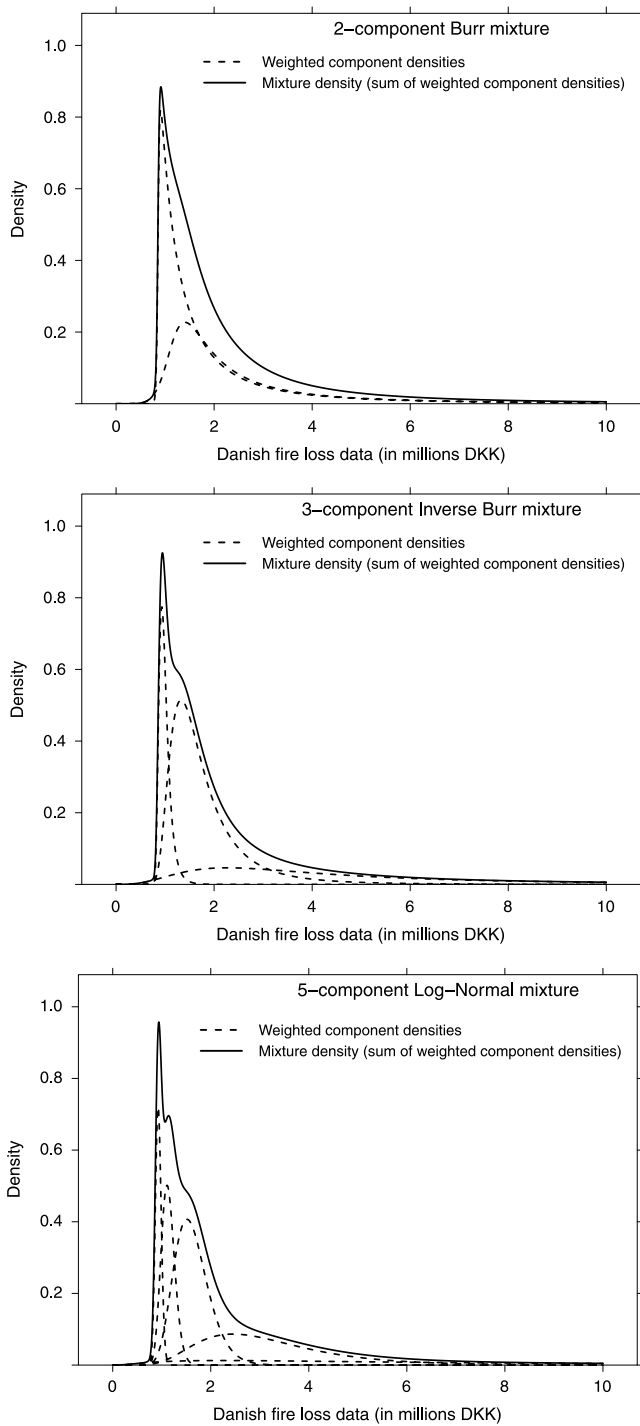 2−component Burr mixture
Weighted component densities
Mixture density (sum of weighted component densities)
1.0
0.8
0.6
0.4
0.2
Density
0 2 4 6 8 10
Danish fire loss data (in millions DKK)
3−component Inverse Burr mixture
Weighted component densities
Mixture density (sum of weighted component densities)
1.0
0.8
0.6
0.4
0.2
Density
0 2 4 6 8 10
Danish fire loss data (in millions DKK)
5−component Log−Normal mixture
Weighted component densities
Mixture density (sum of weighted component densities)
1.0
0.8
0.6
0.4
0.2
Density
0 2 4 6 8 10
Danish fire loss data (in millions DKK)